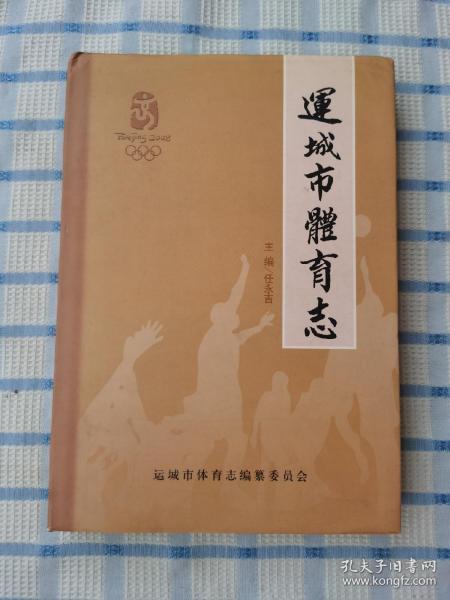 Beijing 2008
運城市體育志
主编/任永吉
运城市体育志编纂委员会
孔夫子旧书网
www.kongfz.com